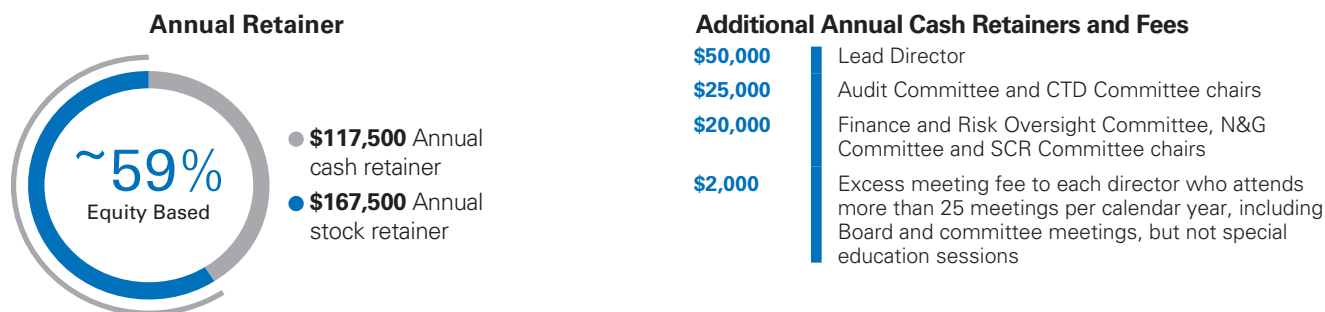 Annual Retainer
~59%
Equity Based
$117,500 Annual
cash retainer
$167,500 Annual
stock retainer
Additional Annual Cash Retainers and Fees
$50,000 Lead Director
$25,000 Audit Committee and CTD Committee chairs
$20,000 Finance and Risk Oversight Committee, N&G
Committee and SCR Committee chairs
$2,000 Excess meeting fee to each director who attends
more than 25 meetings per calendar year, including
Board and committee meetings, but not special
education sessions